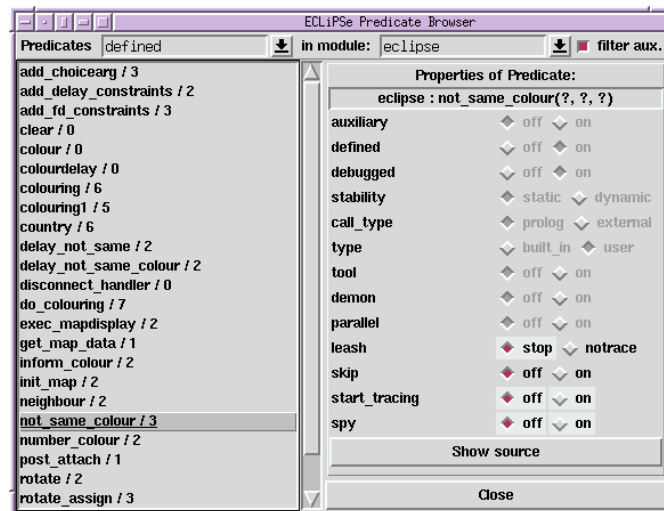 ECLiPSe Predicate Browser
Predicates defined in module: eclipse filter aux.
add_choicearg / 3
add_delay_constraints / 2
add_fd_constraints / 3
clear / 0
colour / 0
colourdelay / 0
colouring / 6
colouring1 / 5
country / 6
delay_not_same / 2
delay_not_same_colour / 2
disconnect_handler / 0
do_colouring / 7
exec_mapdisplay / 2
get_map_data / 1
inform_colour / 2
init_map / 2
neighbour / 2
not_same_colour / 3
number_colour / 2
post_attach / 1
rotate / 2
rotate_assign / 3
Properties of Predicate:
eclipse : not_same_colour(?, ?, ?)
auxiliary off on
defined off on
debugged off on
stability static dynamic
call_type prolog external
type built_in user
tool off on
demon off on
parallel off on
leash stop notrace
skip off on
start_tracing off on
spy off on
Show source
Close